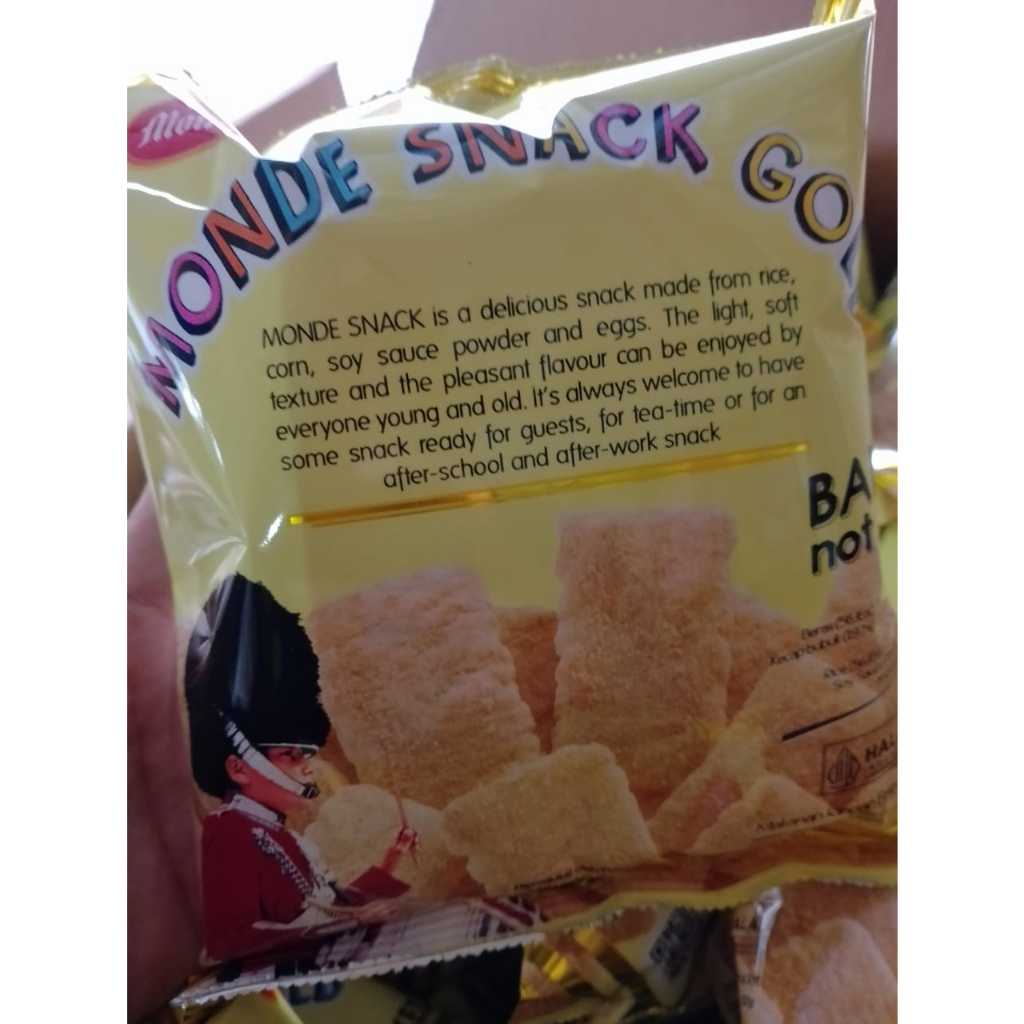 MONDE SNACK GOL
MONDE SNACK is a delicious snack made from rice,
corn, soy sauce powder and eggs. The light, soft
texture and the pleasant flavour can be enjoyed by
everyone young and old. It's always welcome to have
some snack ready for guests, for tea-time or for an
after-school and after-work snack
BA
not
HAL